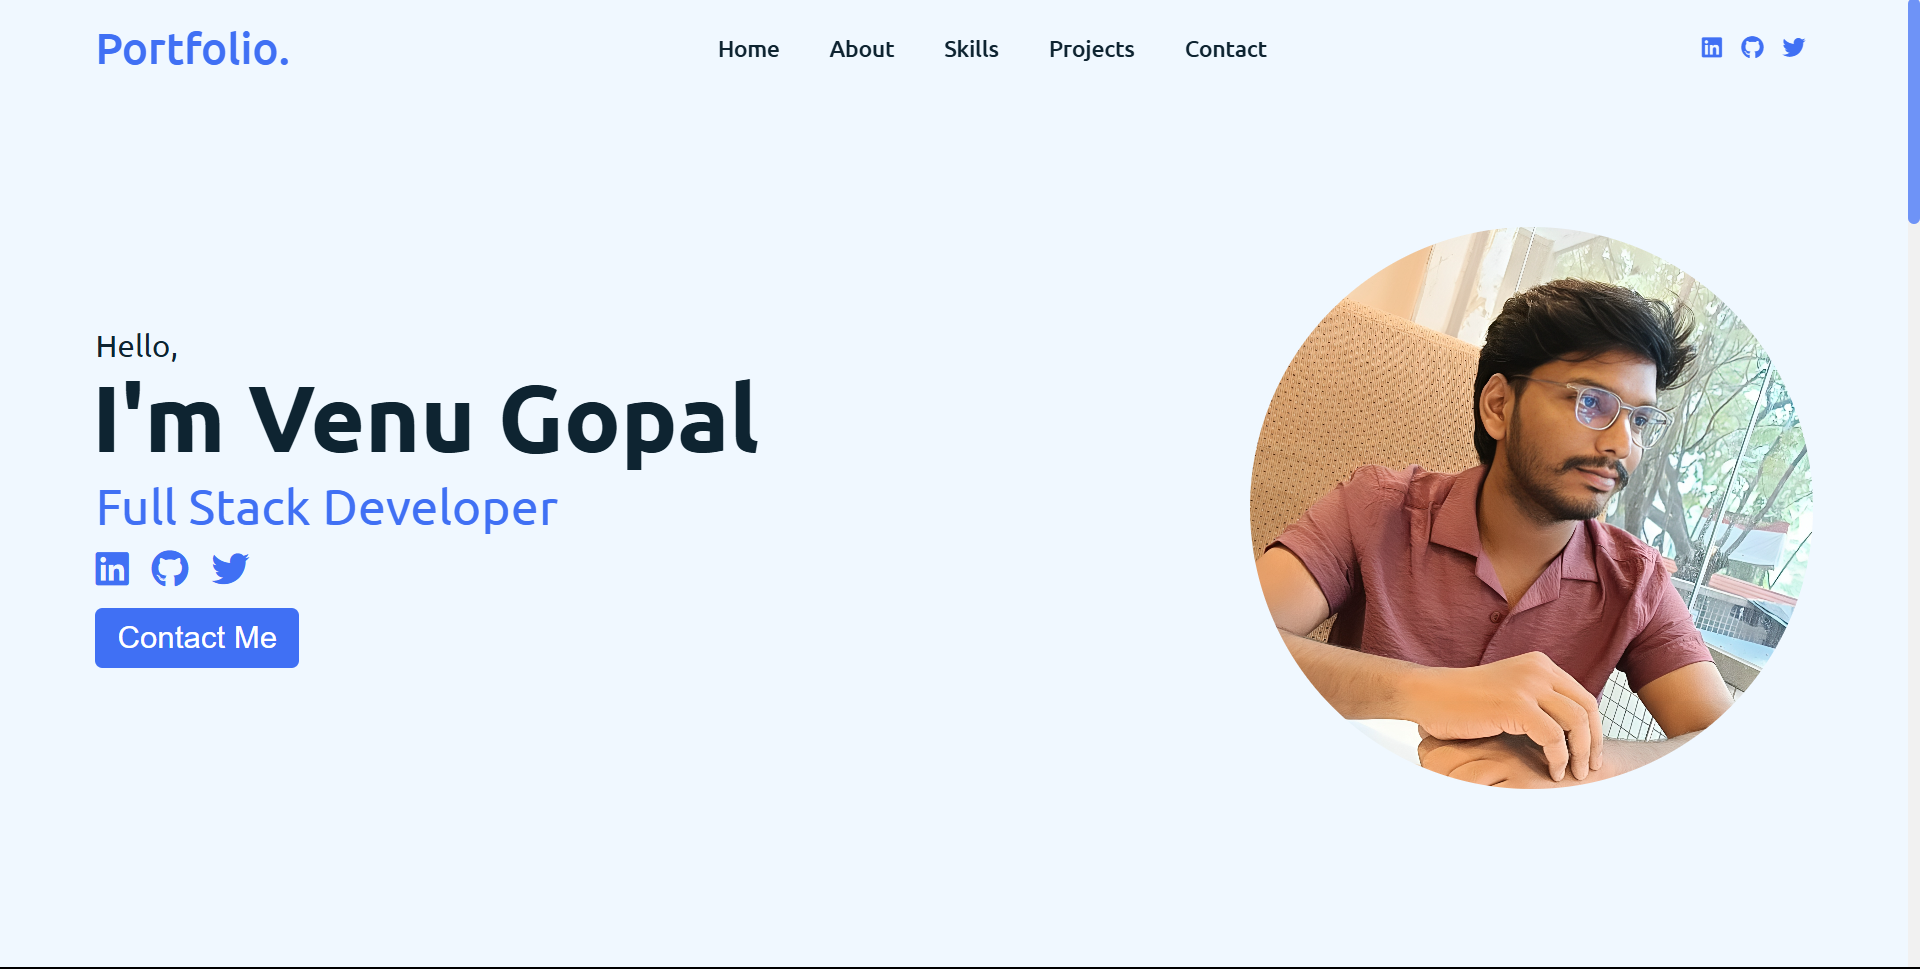 Portfolio.
Home About Skills Projects Contact
Hello,
I'm Venu Gopal
Full Stack Developer
Contact Me